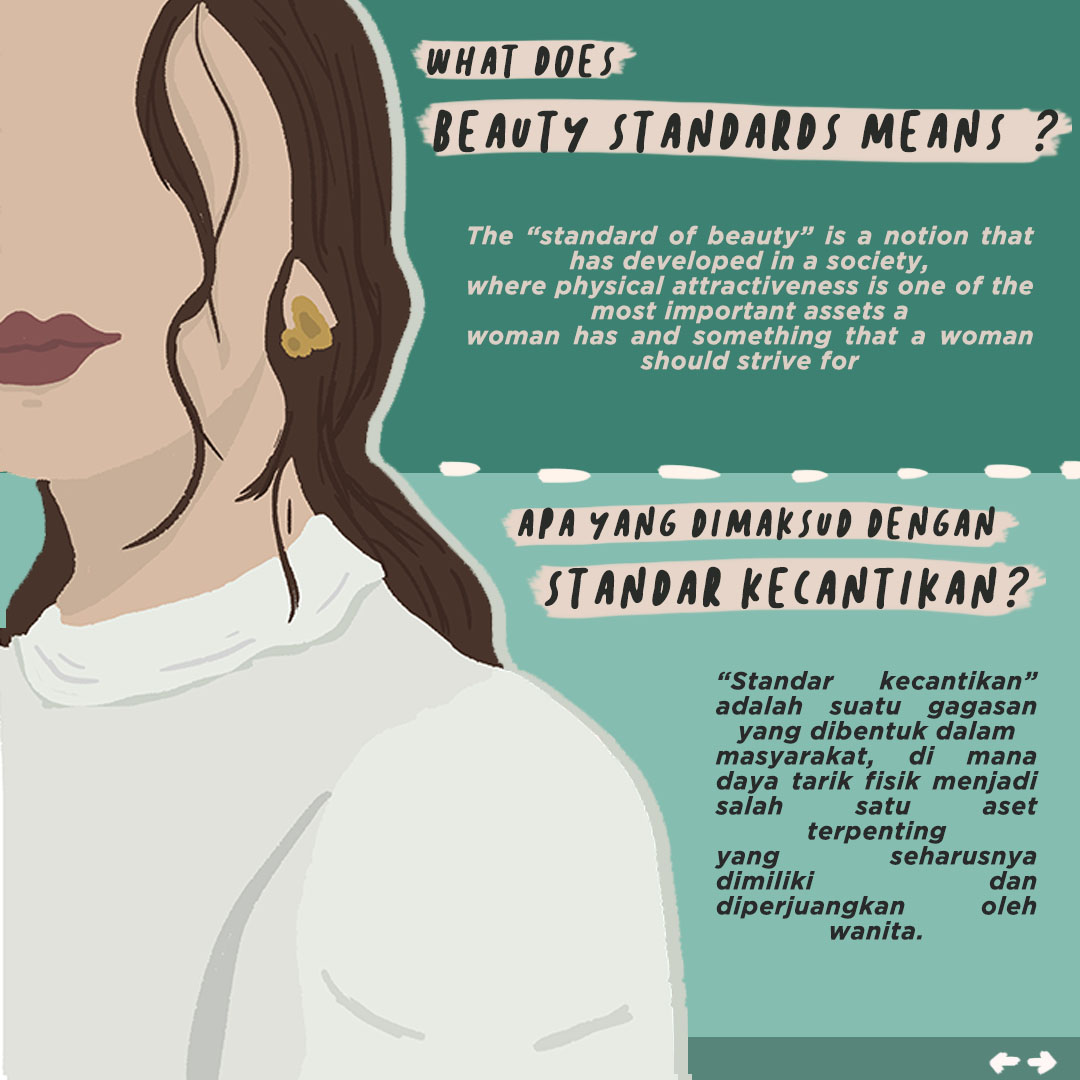 WHAT DOES
BEAUTY STANDARDS MEANS ?
The “standard of beauty” is a notion that
has developed in a society,
where physical attractiveness is one of the
most important assets a
woman has and something that a woman
should strive for
APA YANG DIMAKSUD DENGAN
STANDAR KECANTIKAN?
“Standar kecantikan”
adalah suatu gagasan
yang dibentuk dalam
masyarakat, di mana
daya tarik fisik menjadi
salah satu aset
terpenting
yang seharusnya
dimiliki dan
diperjuangkan oleh
wanita.